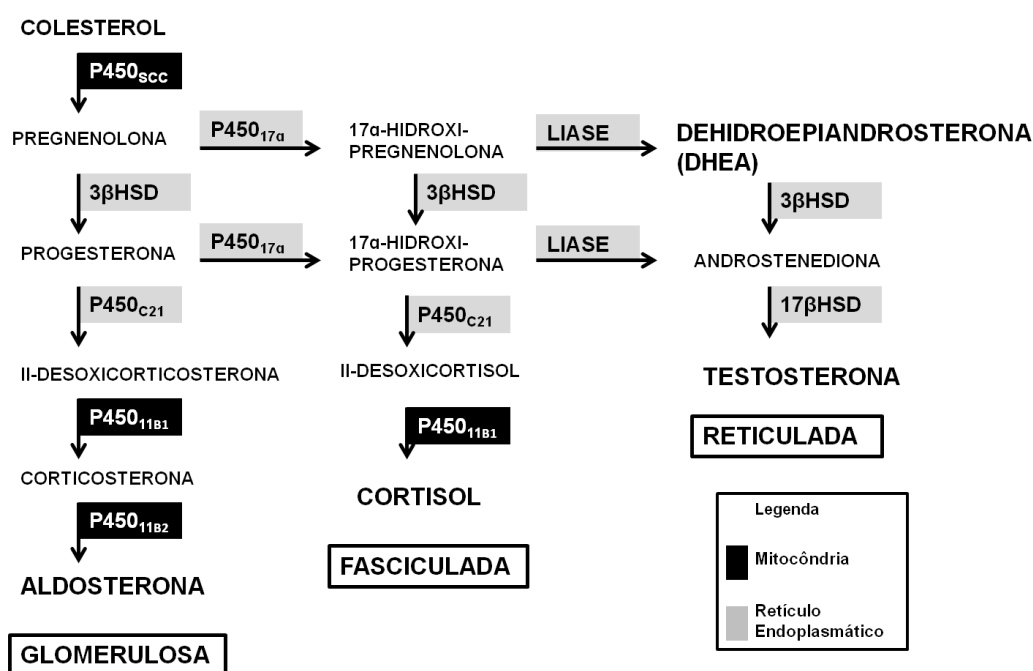 COLESTEROL
P450SCC
PREGNENOLONA
P45017α
17α-HIDROXI-
PREGNENOLONA
LIASE
DEHIDROEPIANDROSTERONA
(DHEA)
3βHSD
3βHSD
3βHSD
PROGESTERONA
P45017α
17α-HIDROXI-
PROGESTERONA
LIASE
ANDROSTENEDIONA
P450C21
P450C21
17βHSD
II-DESOXICORTICOSTERONA
II-DESOXICORTISOL
TESTOSTERONA
P45011B1
P45011B1
RETICULADA
CORTICOSTERONA
CORTISOL
P45011B2
FASCICULADA
ALDOSTERONA
GLOMERULOSA
Legenda
Mitocôndria
Retículo
Endoplasmático